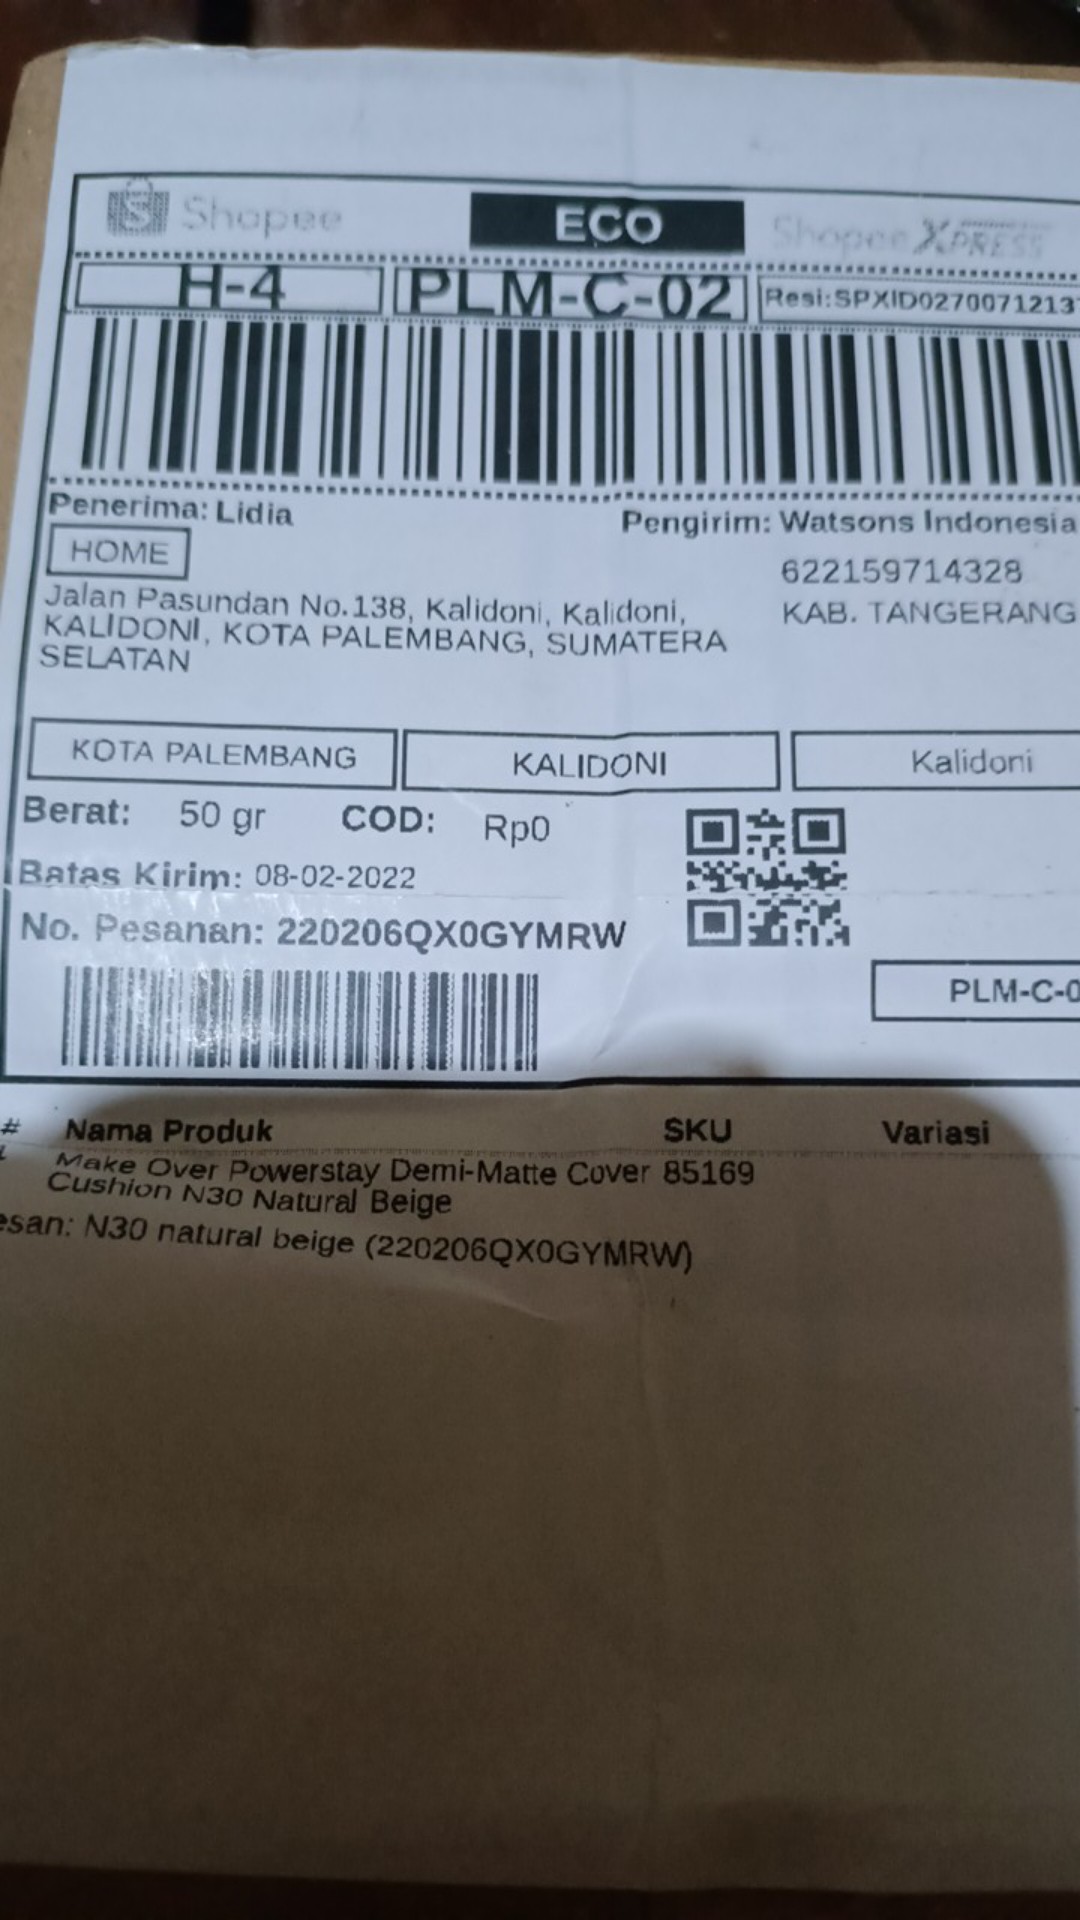 Shopee ECO Shopee XPRESS
H-4 PLM-C-02 Resi:SPXID0270071213
Penerima: Lidia
Pengirim: Watsons Indonesia
HOME
622159714328
Jalan Pasundan No.138, Kalidoni, Kalidoni,
KAB. TANGERANG
KALIDONI, KOTA PALEMBANG, SUMATERA
SELATAN
KOTA PALEMBANG KALIDONI Kalidoni
Berat: 50 gr COD: Rp0
Batas Kirim: 08-02-2022
No. Pesanan: 220206QX0GYMRW
PLM-C-0
# Nama Produk SKU Variasi
Make Over Powerstay Demi-Matte Cover 85169
Cushion N30 Natural Beige
esan: N30 natural beige (220206QX0GYMRW)